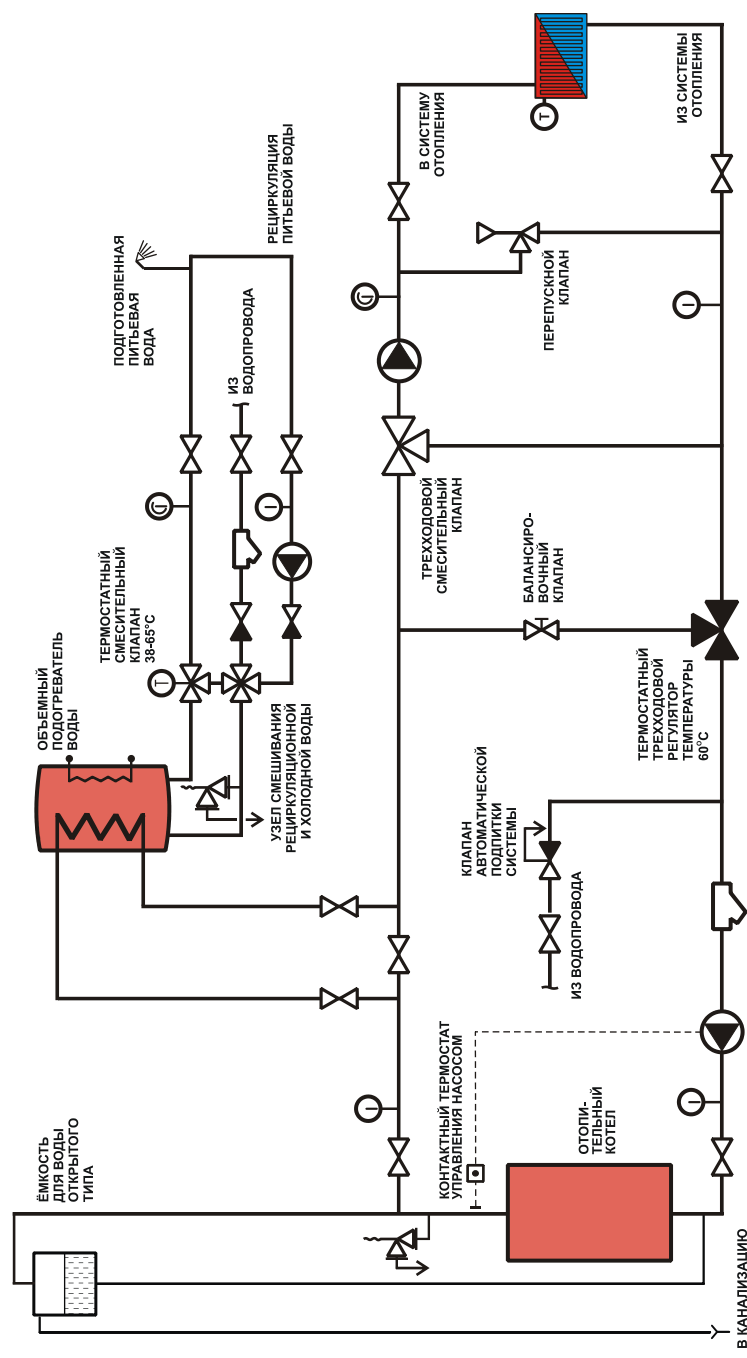 ЁМКОСТЬ
ДЛЯ ВОДЫ
ОТКРЫТОГО
ТИПА
ОБЪЕМНЫЙ
ПОДОГРЕВАТЕЛЬ
ВОДЫ
ТЕРМОСТАТНЫЙ
СМЕСИТЕЛЬНЫЙ
КЛАПАН
38-65°C
T
ПОДГОТОВЛЕННАЯ
ПИТЬЕВАЯ
ВОДА
ИЗ
ВОДОПРОВОДА
РЕЦИРКУЛЯЦИЯ
ПИТЬЕВОЙ ВОДЫ
УЗЕЛ СМЕШИВАНИЯ
РЕЦИРКУЛЯЦИОННОЙ
И ХОЛОДНОЙ ВОДЫ
В СИСТЕМУ
ОТОПЛЕНИЯ
T
ИЗ СИСТЕМЫ
ОТОПЛЕНИЯ
ПЕРЕПУСКНОЙ
КЛАПАН
ТРЕХХОДОВОЙ
СМЕСИТЕЛЬНЫЙ
КЛАПАН
БАЛАНСИРО-
ВОЧНЫЙ
КЛАПАН
ТЕРМОСТАТНЫЙ
ТРЕХХОДОВОЙ
РЕГУЛЯТОР
ТЕМПЕРАТУРЫ
60°C
КЛАПАН
АВТОМАТИЧЕСКОЙ
ПОДПИТКИ
СИСТЕМЫ
ИЗ ВОДОПРОВОДА
КОНТАКТНЫЙ ТЕРМОСТАТ
УПРАВЛЕНИЯ НАСОСОМ
ОТОПИ-
ТЕЛЬНЫЙ
КОТЕЛ
В КАНАЛИЗАЦИЮ